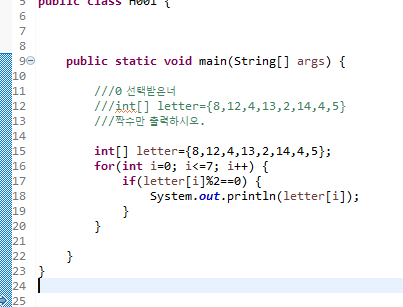 5 public class H001 {
6
7
8
9 public static void main(String[] args) {
10
11 ///0 선택받은너
12 ///int[] letter={8,12,4,13,2,14,4,5}
13 ///짝수만 출력하시오.
14
15 int[] letter={8,12,4,13,2,14,4,5};
16 for(int i=0; i<=7; i++) {
17 if(letter[i]%2==0) {
18 System.out.println(letter[i]);
19 }
20 }
21
22 }
23 }
24
25